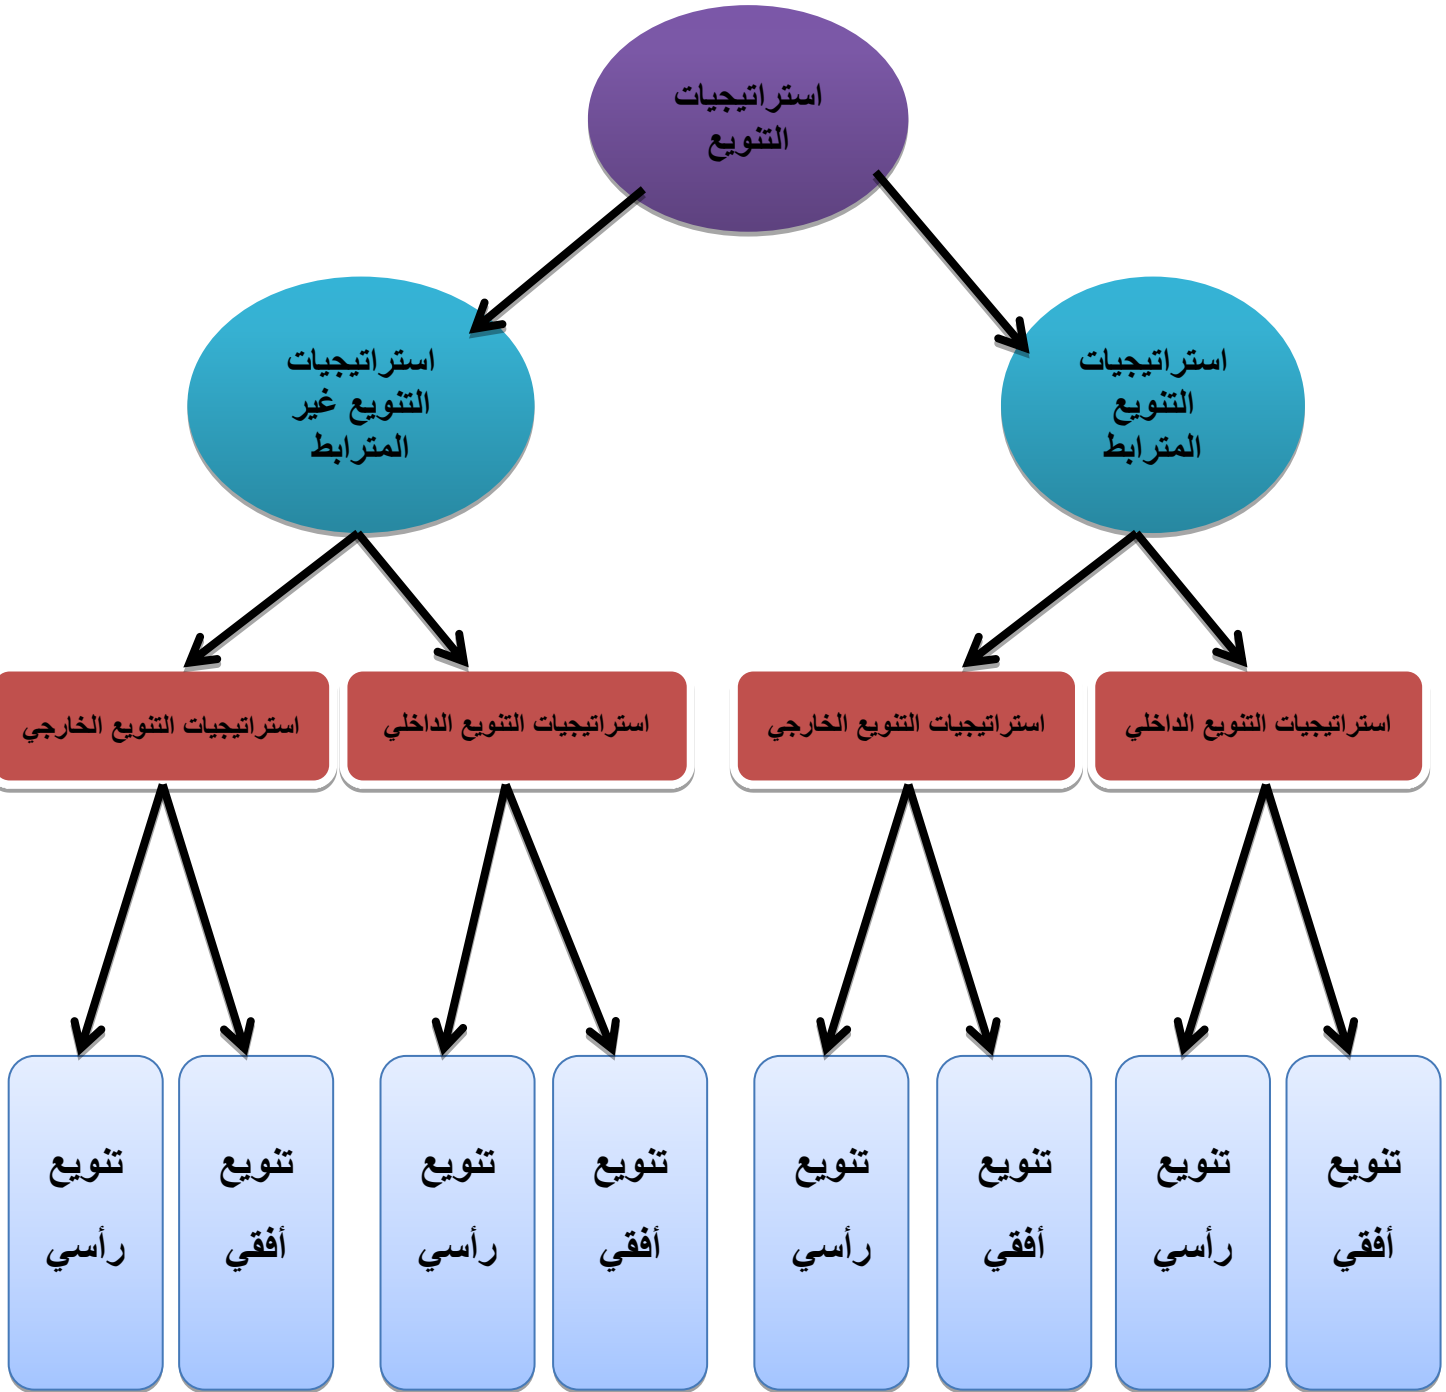 استراتيجيات
التنويع
استراتيجيات
التنويع
المترابط
استراتيجيات
التنويع غير
المترابط
استراتيجيات التنويع الداخلي
استراتيجيات التنويع الخارجي
استراتيجيات التنويع الداخلي
استراتيجيات التنويع الخارجي
تنويع
أفقي
تنويع
رأسي
تنويع
أفقي
تنويع
رأسي
تنويع
أفقي
تنويع
رأسي
تنويع
أفقي
تنويع
رأسي